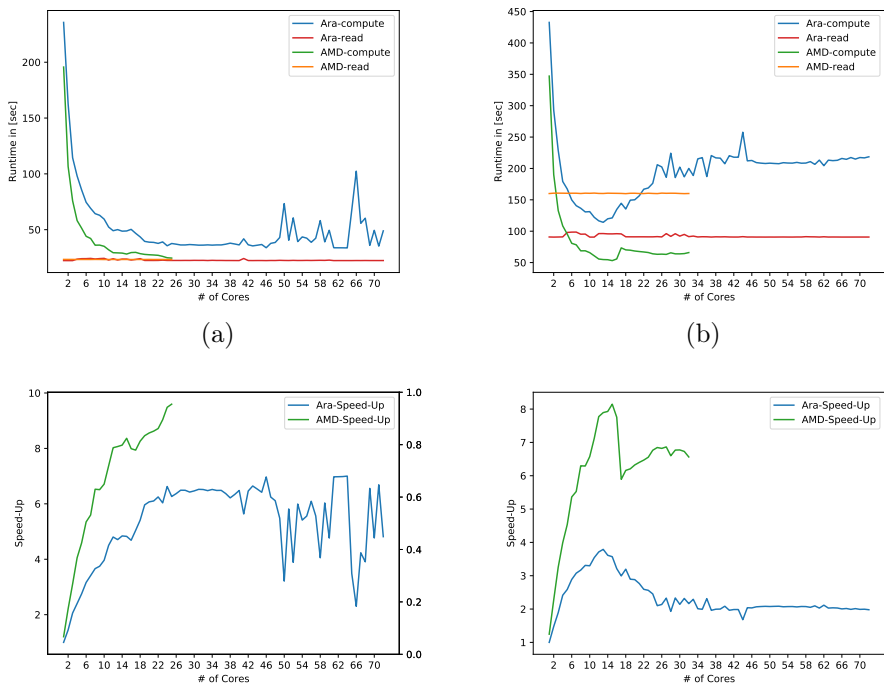 Ara-compute
Ara-read
AMD-compute
AMD-read
200
150
100
50
Runtime in [sec]
2 6 10 14 18 22 26 30 34 38 42 46 50 54 58 62 66 70
# of Cores
(a)
Ara-compute
Ara-read
AMD-compute
AMD-read
450
400
350
300
250
200
150
100
50
Runtime in [sec]
2 6 10 14 18 22 26 30 34 38 42 46 50 54 58 62 66 70
# of Cores
(b)
Ara-Speed-Up
AMD-Speed-Up
10
8
6
4
2
Speed-Up
1.0
0.8
0.6
0.4
0.2
0.0
2 6 10 14 18 22 26 30 34 38 42 46 50 54 58 62 66 70
# of Cores
Ara-Speed-Up
AMD-Speed-Up
8
7
6
5
4
3
2
1
Speed-Up
2 6 10 14 18 22 26 30 34 38 42 46 50 54 58 62 66 70
# of Cores